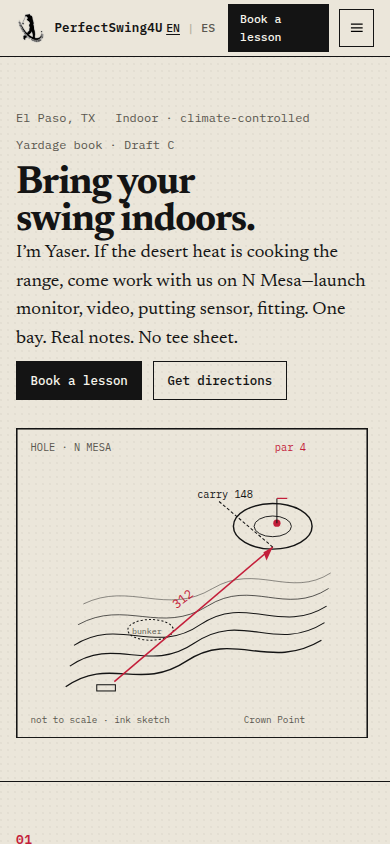 PerfectSwing4U EN | ES
Book a
lesson
El Paso, TX Indoor · climate-controlled
Yardage book · Draft C
Bring your
swing indoors.
I’m Yaser. If the desert heat is cooking the
range, come work with us on N Mesa—launch
monitor, video, putting sensor, fitting. One
bay. Real notes. No tee sheet.
Book a lesson Get directions
HOLE · N MESA par 4
carry 148
312
bunker
not to scale · ink sketch Crown Point
01